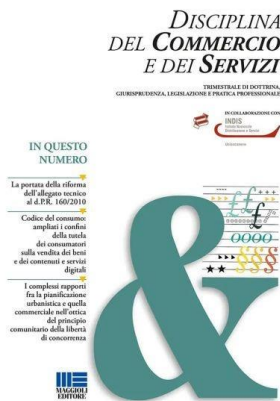 DISCIPLINA
DEL COMMERCIO
E DEI SERVIZI
TRIMESTRALE DI DOTTRINA,
GIURISPRUDENZA, LEGISLAZIONE E PRATICA PROFESSIONALE
IN COLLABORAZIONE CON
INDIS
IN QUESTO
NUMERO
La portata della riforma
dell'allegato tecnico
al d.P.R. 160/2010
Codice del consumo:
ampliati i confini
della tutela
dei consumatori
sulla vendita dei beni
e dei contenuti e servizi
digitali
I complessi rapporti
fra la pianificazione
urbanistica e quella
commerciale nell'ottica
del principio
comunitario della libertà
di concorrenza
&
MAGGIOLI
EDITORE